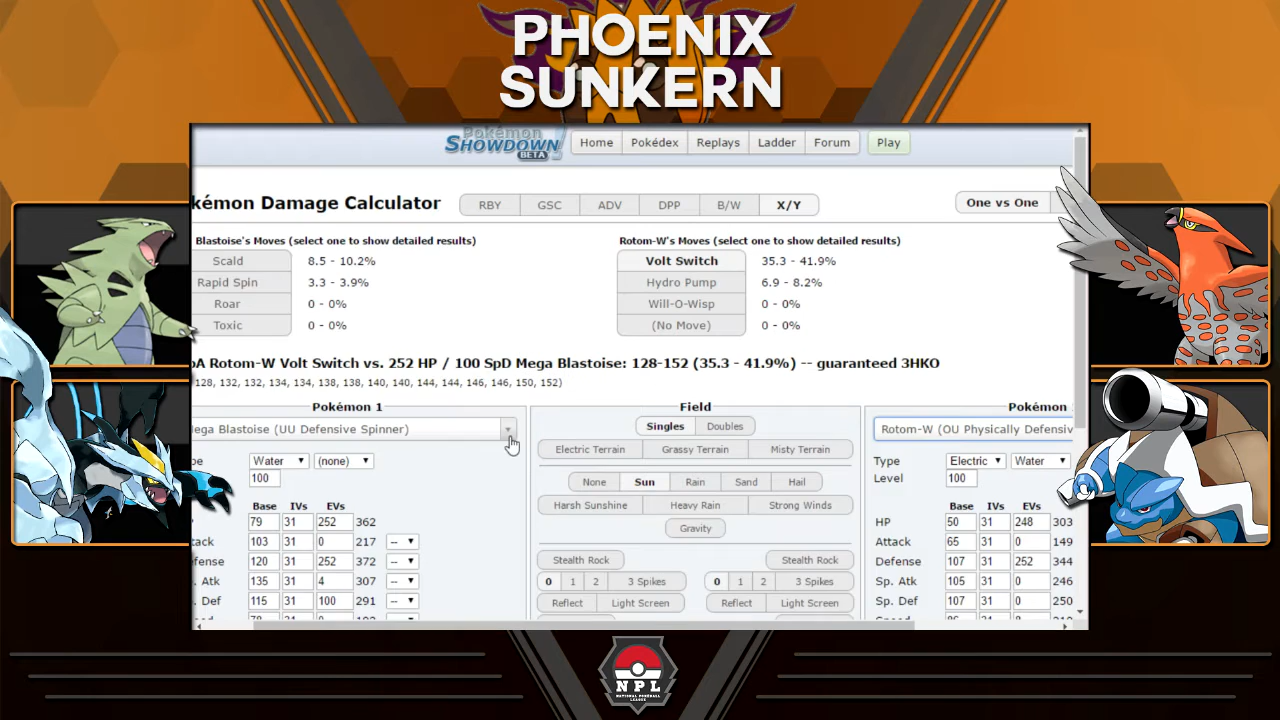 PHOENIX
SUNKERN
Pokémon
SHOWDOWN!
BETA
Home Pokédex Replays Ladder Forum Play
kémon Damage Calculator RBY GSC ADV DPP B/W X/Y One vs One
Blastoise's Moves (select one to show detailed results) Rotom-W's Moves (select one to show detailed results)
Scald 8.5 - 10.2% Volt Switch 35.3 - 41.9%
Rapid Spin 3.3 - 3.9% Hydro Pump 6.9 - 8.2%
Roar 0 - 0% Will-O-Wisp 0 - 0%
Toxic 0 - 0% (No Move) 0 - 0%
pA Rotom-W Volt Switch vs. 252 HP / 100 SpD Mega Blastoise: 128-152 (35.3 - 41.9%) -- guaranteed 3HKO
128, 132, 132, 134, 134, 138, 138, 140, 140, 144, 144, 146, 146, 150, 152)
Pokémon 1 Field Pokémon
Mega Blastoise (UU Defensive Spinner) Singles Doubles Rotom-W (OU Physically Defensiv
Electric Terrain Grassy Terrain Misty Terrain
pe Water (none) Type Electric Water
100 None Sun Rain Sand Hail Level 100
Harsh Sunshine Heavy Rain Strong Winds
Base IVs EVs Base IVs EVs
79 31 252 362 Gravity HP 50 31 248 303
tack 103 31 0 217 -- Attack 65 31 0 149
fense 120 31 252 372 -- Stealth Rock Stealth Rock Defense 107 31 252 344
. Atk 135 31 4 307 -- 0 1 2 3 Spikes 0 1 2 3 Spikes Sp. Atk 105 31 0 246
. Def 115 31 100 291 -- Reflect Light Screen Reflect Light Screen Sp. Def 107 31 0 250
NPL
NATIONAL POKÉBALL
LEAGUE